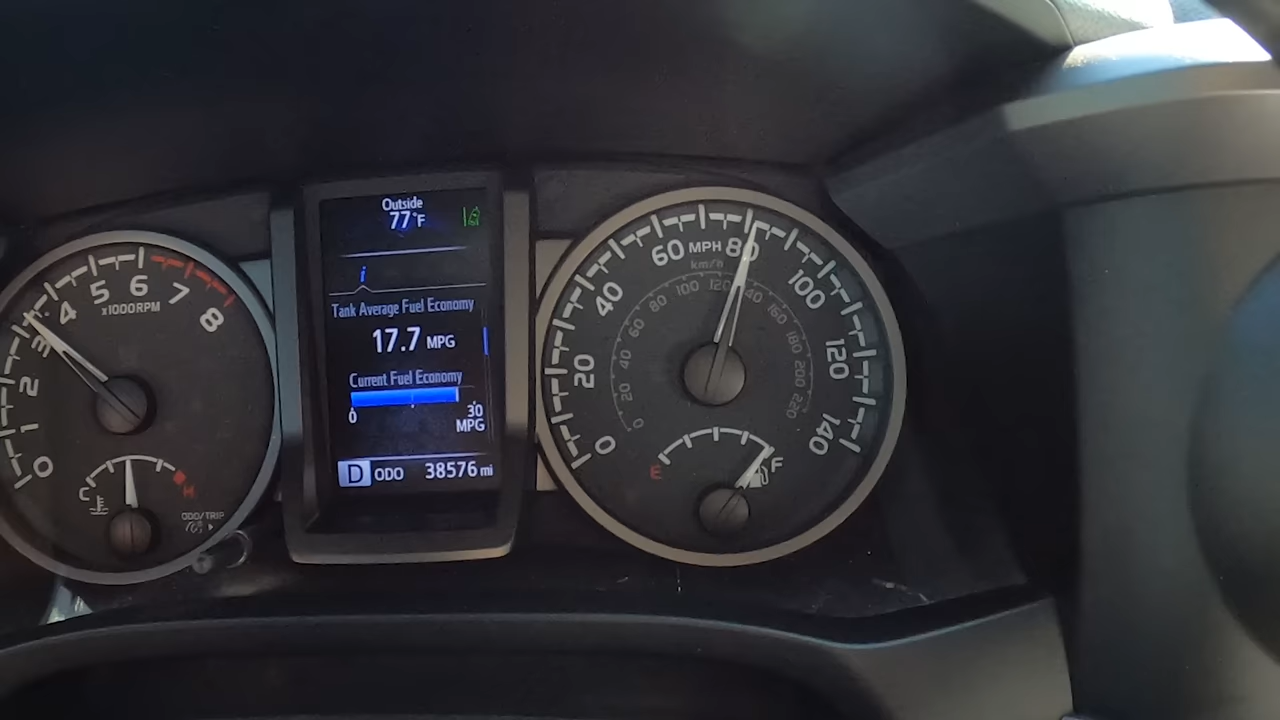 Outside
77°F
i
Tank Average Fuel Economy
17.7 MPG
Current Fuel Economy
0 30
MPG
D ODO 38576 mi
0 1 2 3 4 5 6 7 8
x1000RPM
C H
ODO/TRIP
0 20 40 60 80 100 120 140
MPH
km/h
0 20 40 60 80 100 120 140 160 180 200 220
E F